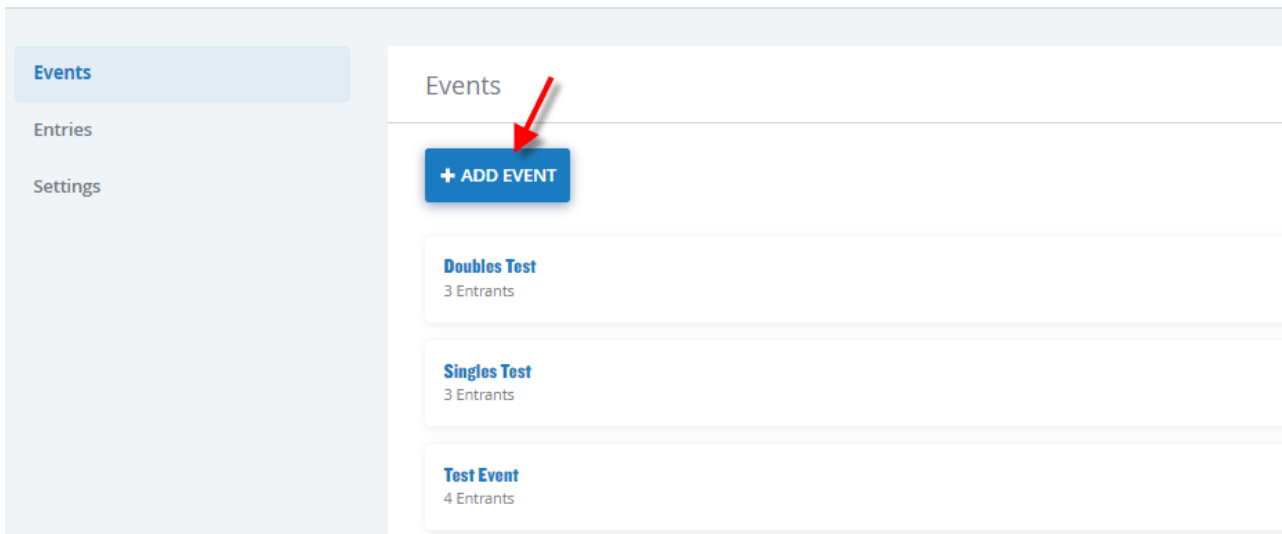 Events
Entries
Settings
Events
+ ADD EVENT
Doubles Test
3 Entrants
Singles Test
3 Entrants
Test Event
4 Entrants